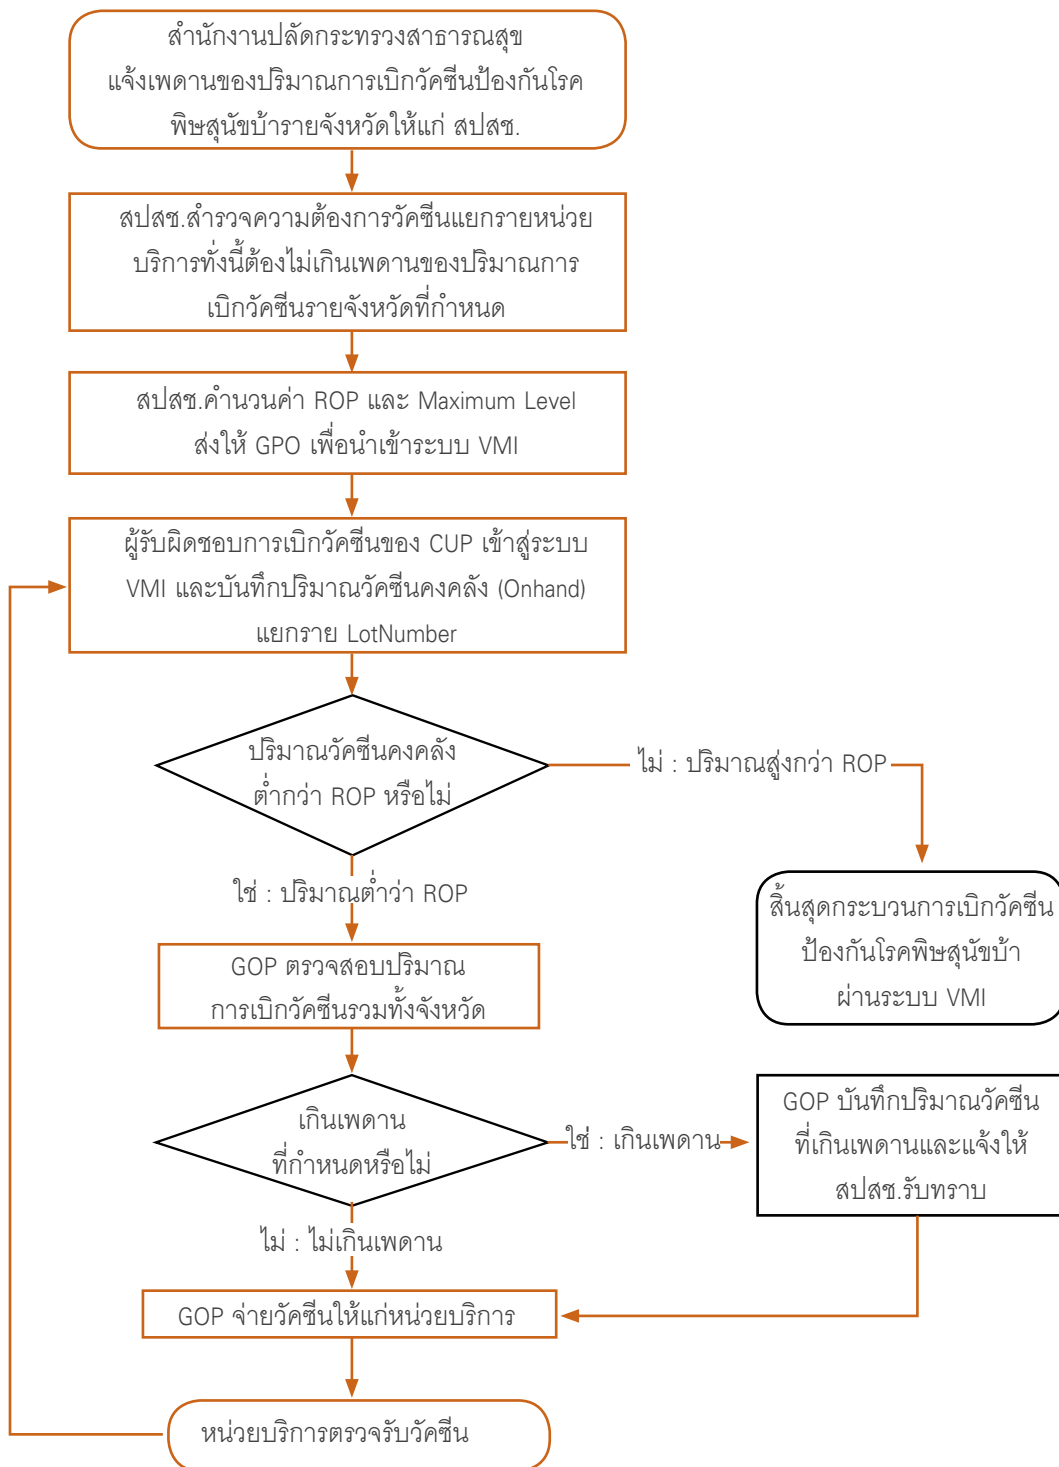 สำนักงานปลัดกระทรวงสาธารณสุข
แจ้งเพดานของปริมาณการเบิกวัคซีนป้องกันโรค
พิษสุนัขบ้ารายจังหวัดให้แก่ สปสช.
สปสช.สำรวจความต้องการวัคซีนแยกรายหน่วย
บริการทั่งนี้ต้องไม่เกินเพดานของปริมาณการ
เบิกวัคซีนรายจังหวัดที่กำหนด
สปสช.คำนวนค่า ROP และ Maximum Level
ส่งให้ GPO เพื่อนำเข้าระบบ VMI
ผู้รับผิดชอบการเบิกวัคซีนของ CUP เข้าสู่ระบบ
VMI และบันทึกปริมาณวัคซีนคงคลัง (Onhand)
แยกราย LotNumber
ปริมาณวัคซีนคงคลัง
ต่ำกว่า ROP หรือไม่
ไม่ : ปริมาณสู่งกว่า ROP
ใช่ : ปริมาณต่ำว่า ROP
สิ้นสุดกระบวนการเบิกวัคซีน
ป้องกันโรคพิษสุนัขบ้า
ผ่านระบบ VMI
GOP ตรวจสอบปริมาณ
การเบิกวัคซีนรวมทั้งจังหวัด
เกินเพดาน
ที่กำหนดหรือไม่
ใช่ : เกินเพดาน
GOP บันทึกปริมาณวัคซีน
ที่เกินเพดานและแจ้งให้
สปสช.รับทราบ
ไม่ : ไม่เกินเพดาน
GOP จ่ายวัคซีนให้แก่หน่วยบริการ
หน่วยบริการตรวจรับวัคซี่น